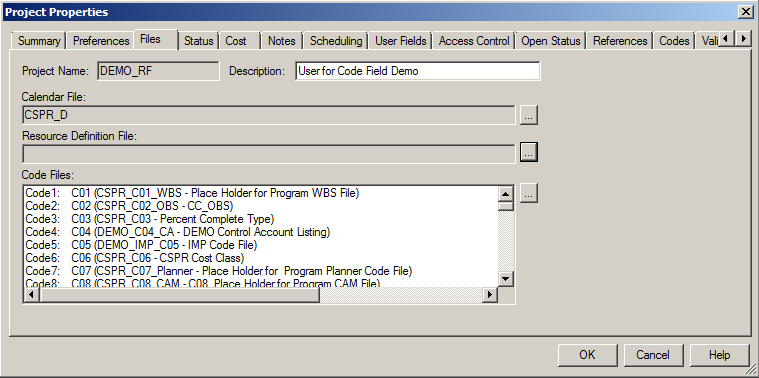 Project Properties
Summary Preferences Files Status Cost Notes Scheduling User Fields Access Control Open Status References Codes Vali
Project Name: DEMO_RF Description: User for Code Field Demo
Calendar File:
CSPR_D
...
Resource Definition File:
...
Code Files:
...
Code1: C01 (CSPR_C01_WBS - Place Holder for Program WBS File)
Code2: C02 (CSPR_C02_OBS - CC_OBS)
Code3: C03 (CSPR_C03 - Percent Complete Type)
Code4: C04 (DEMO_C04_CA - DEMO Control Account Listing)
Code5: C05 (DEMO_IMP_C05 - IMP Code File)
Code6: C06 (CSPR_C06 - CSPR Cost Class)
Code7: C07 (CSPR_C07_Planner - Place Holder for  Program Planner Code File)
Code8: C08 (CSPR_C08_CAM - C08_Place Holder for Program CAM File)
OK Cancel Help